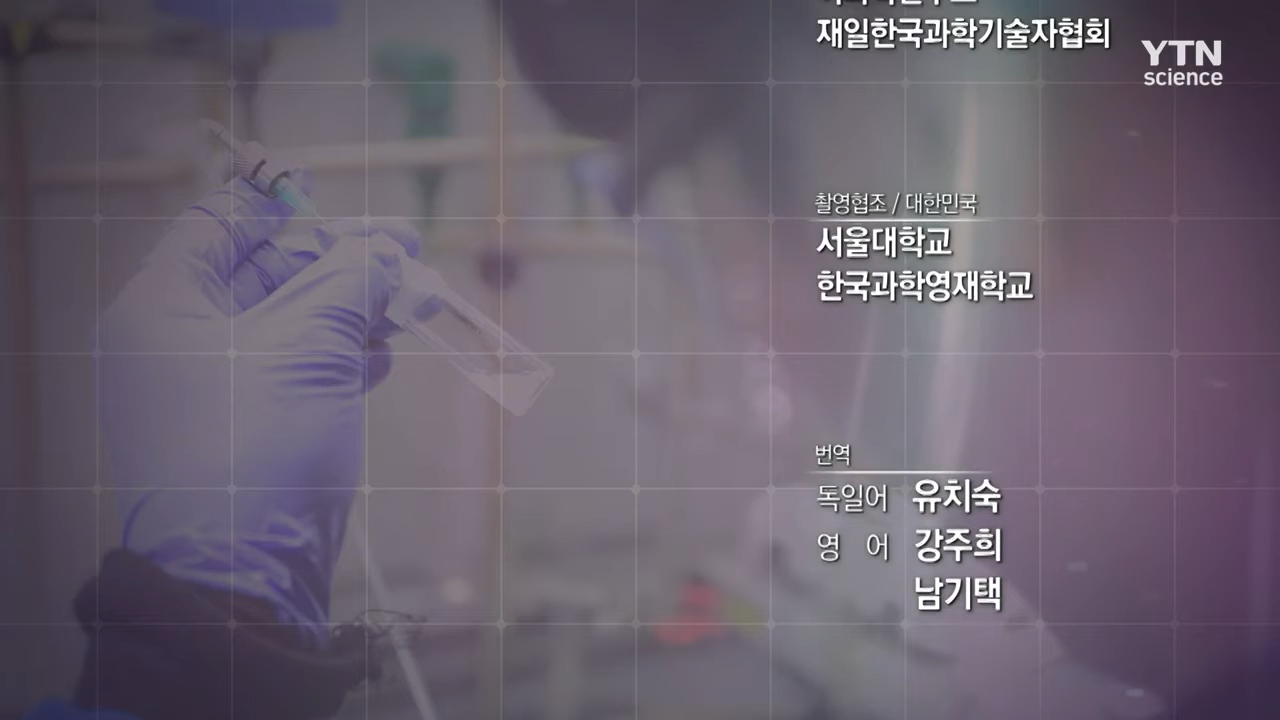 재일한국과학기술자협회
YTN
science
촬영협조 / 대한민국
서울대학교
한국과학영재학교
번역
독일어 유치숙
영 어 강주희
남기택